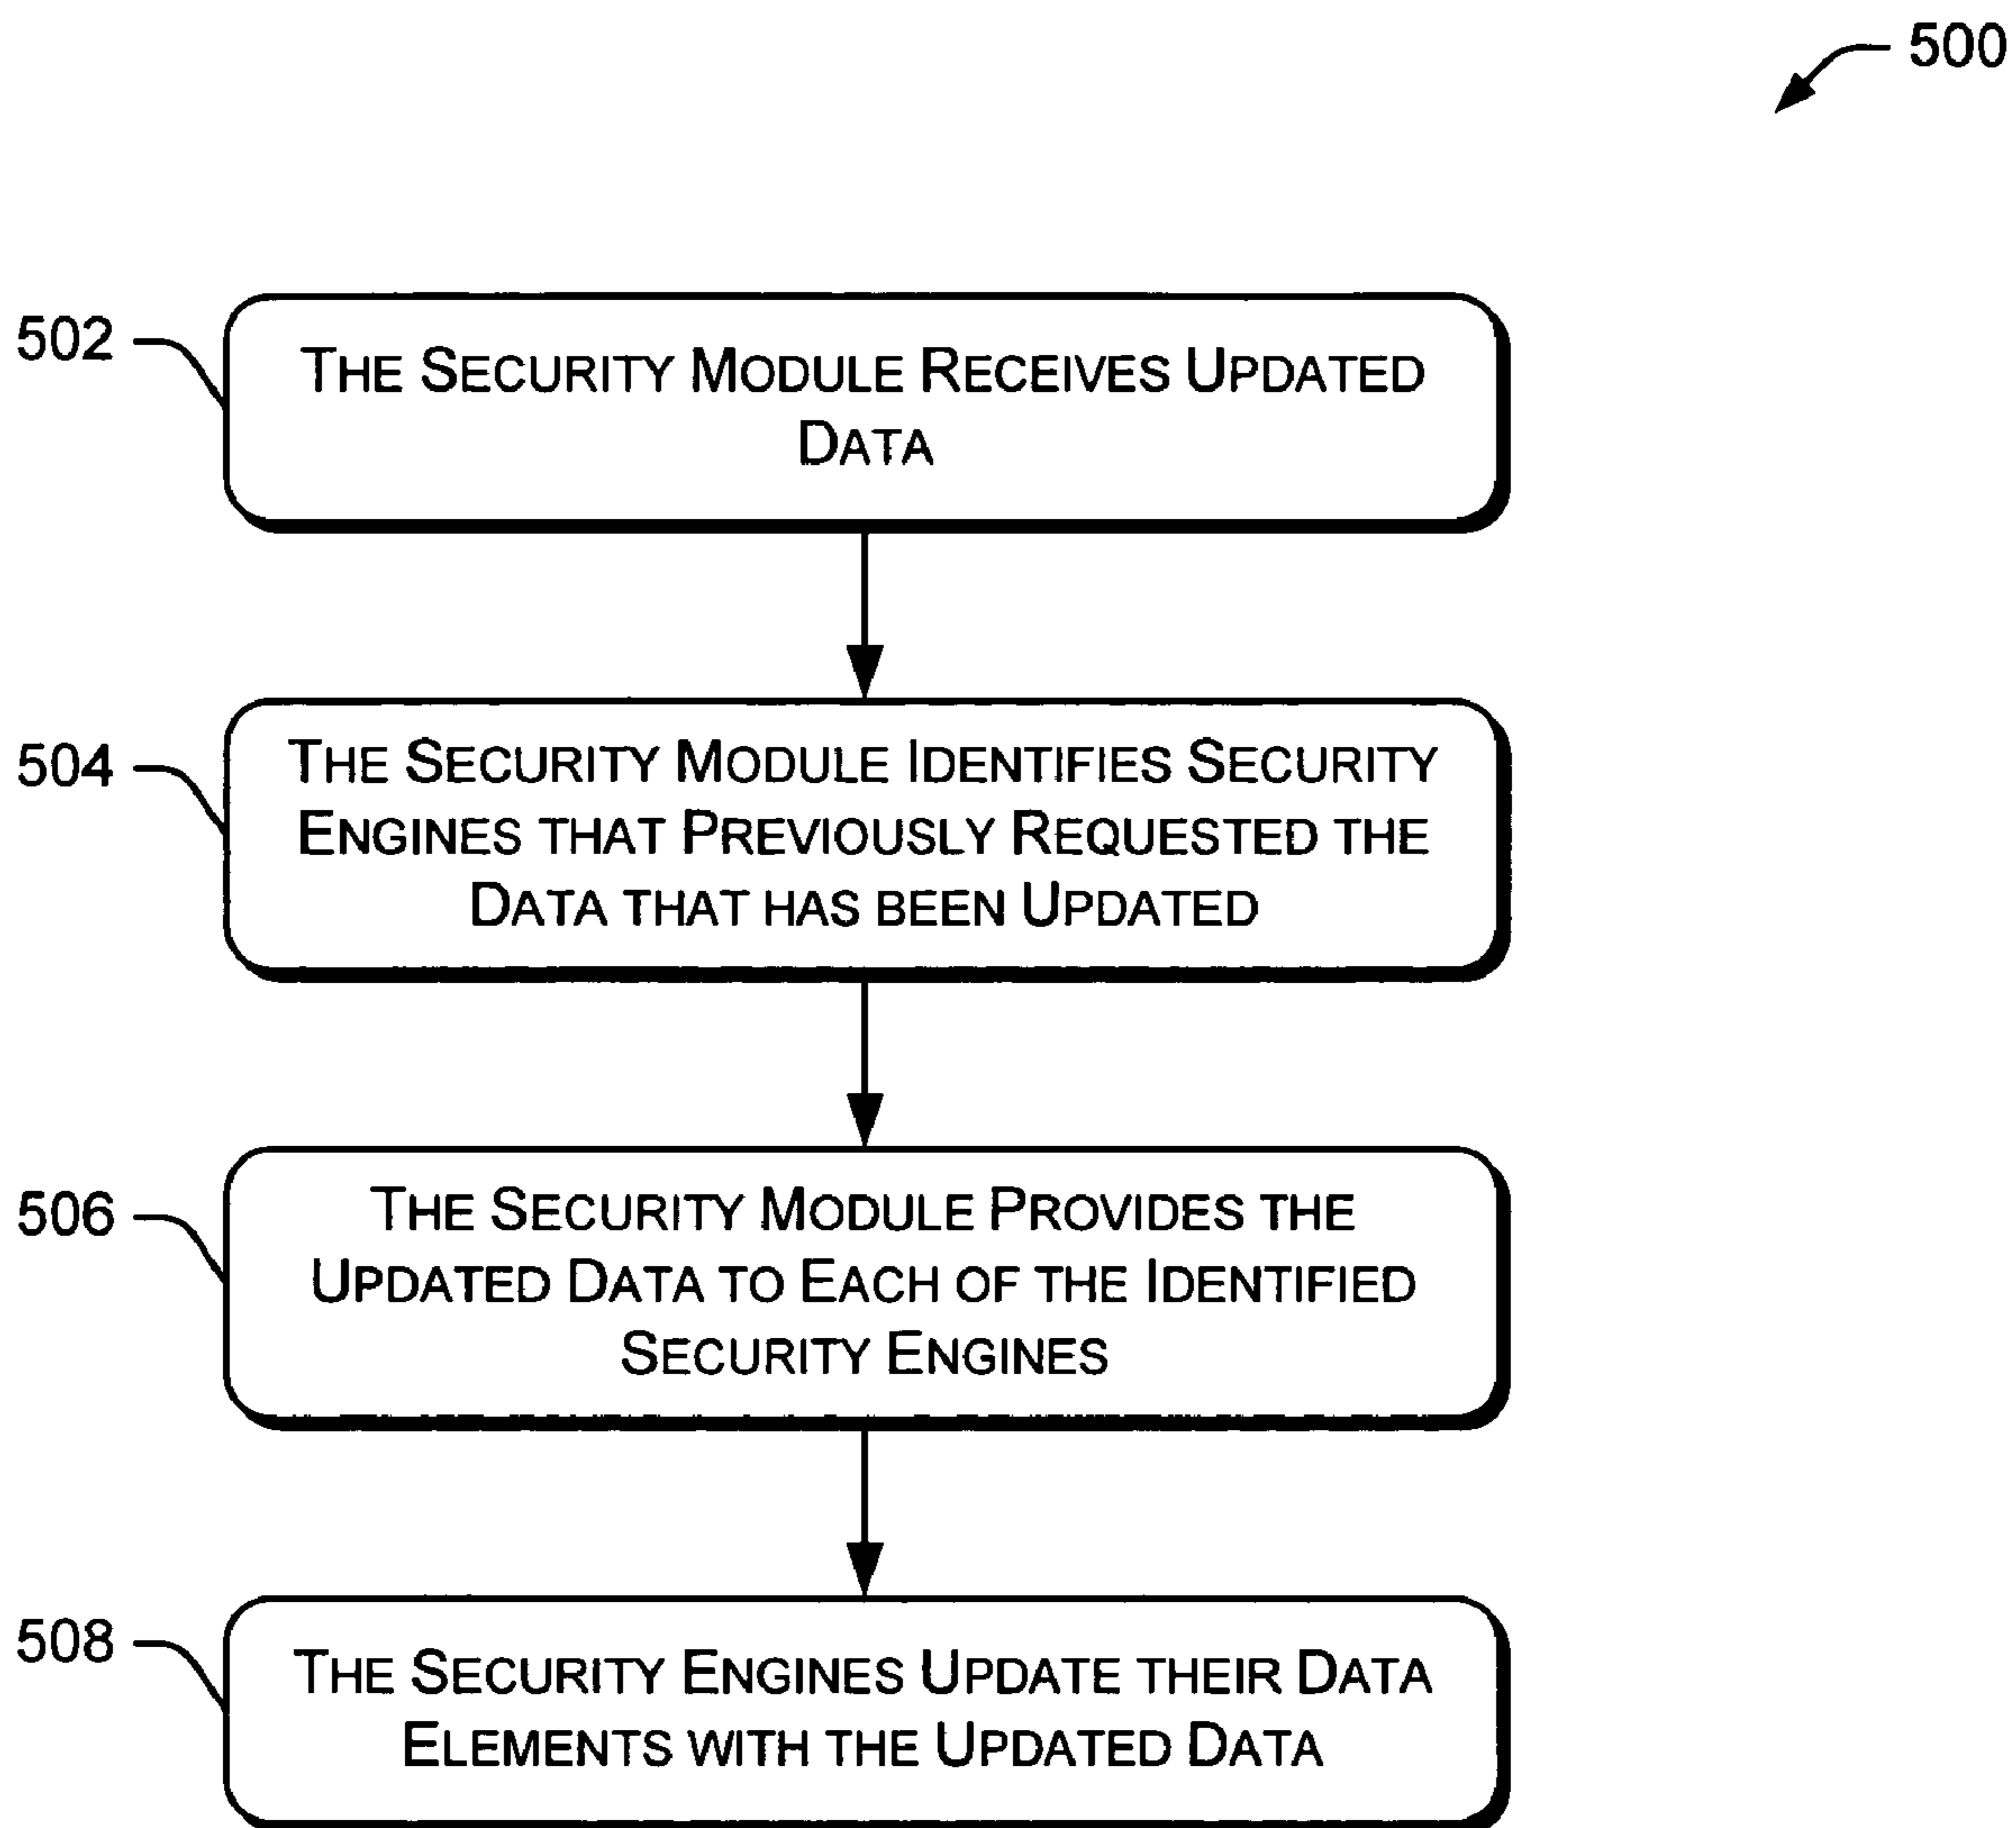 500
502
THE SECURITY MODULE RECEIVES UPDATED
DATA
504
THE SECURITY MODULE IDENTIFIES SECURITY
ENGINES THAT PREVIOUSLY REQUESTED THE
DATA THAT HAS BEEN UPDATED
506
THE SECURITY MODULE PROVIDES THE
UPDATED DATA TO EACH OF THE IDENTIFIED
SECURITY ENGINES
508
THE SECURITY ENGINES UPDATE THEIR DATA
ELEMENTS WITH THE UPDATED DATA